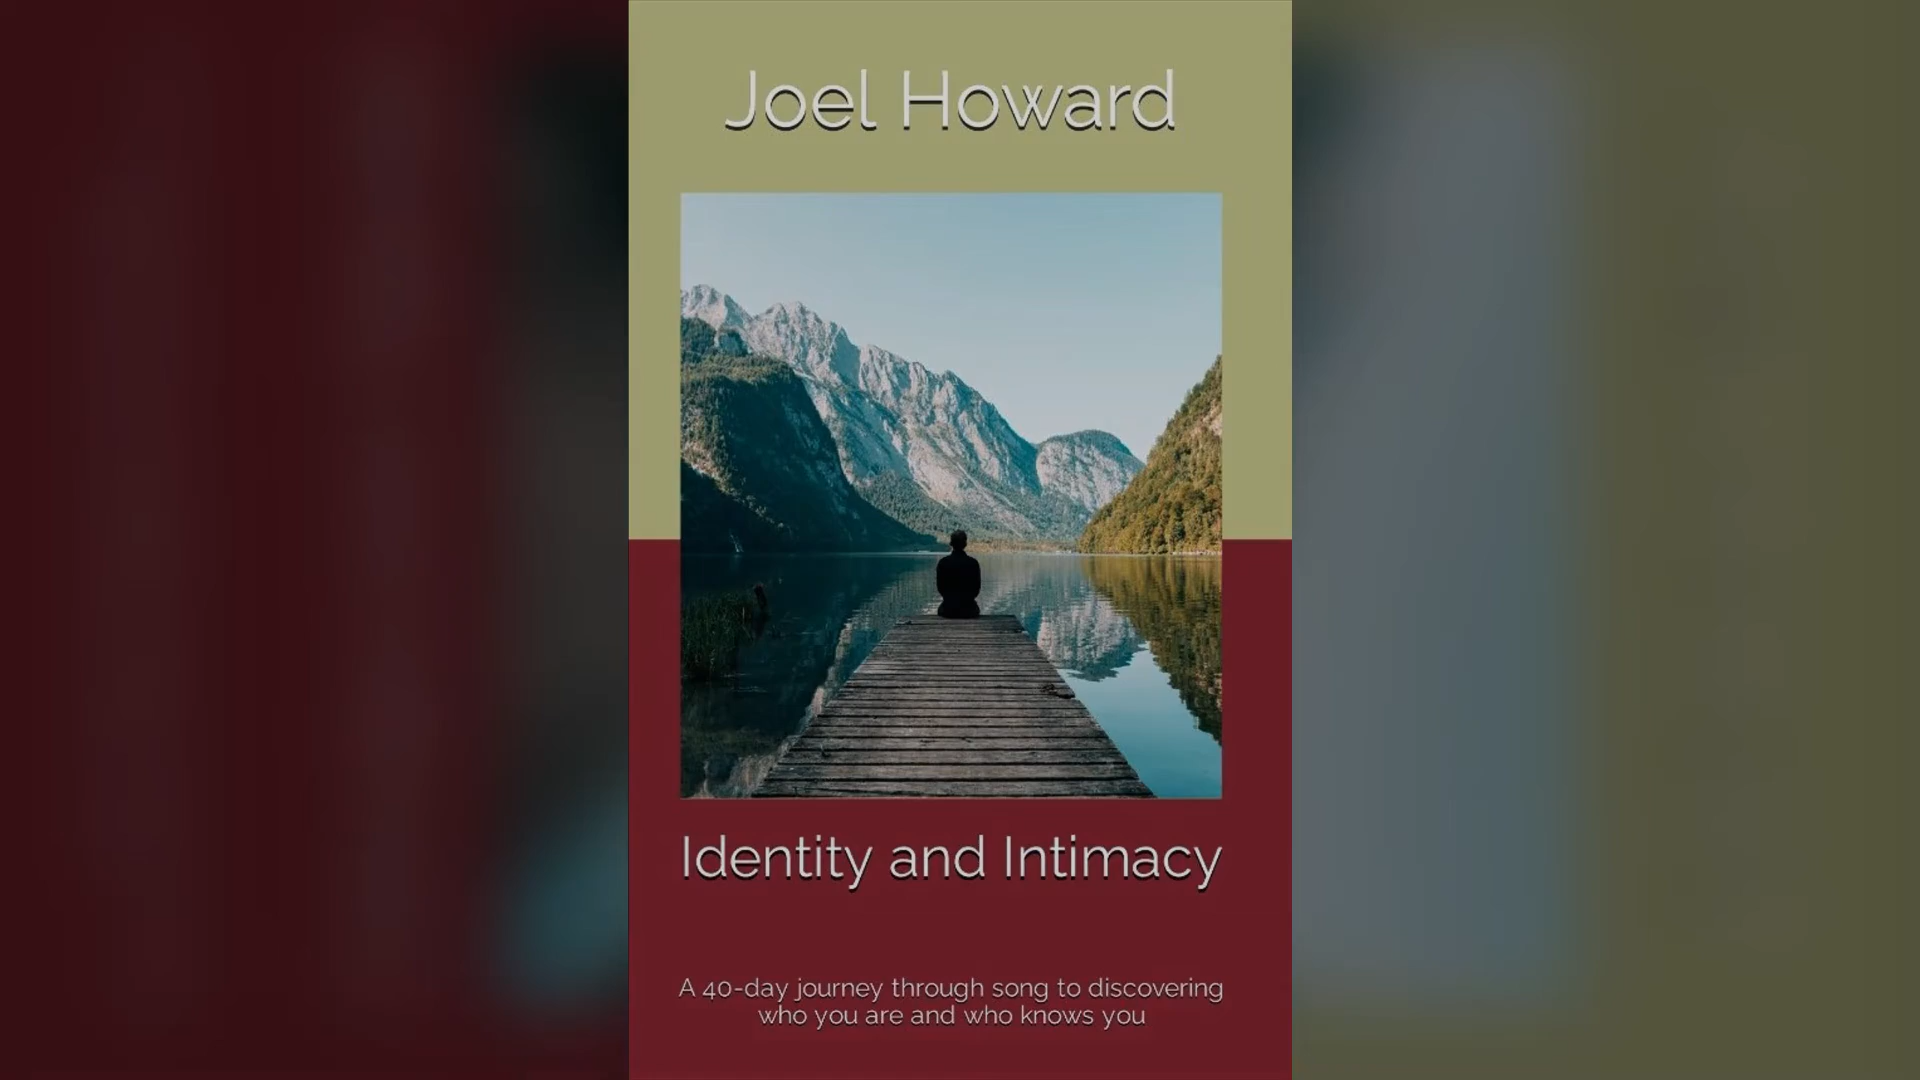 Joel Howard
Identity and Intimacy
A 40-day journey through song to discovering
who you are and who knows you